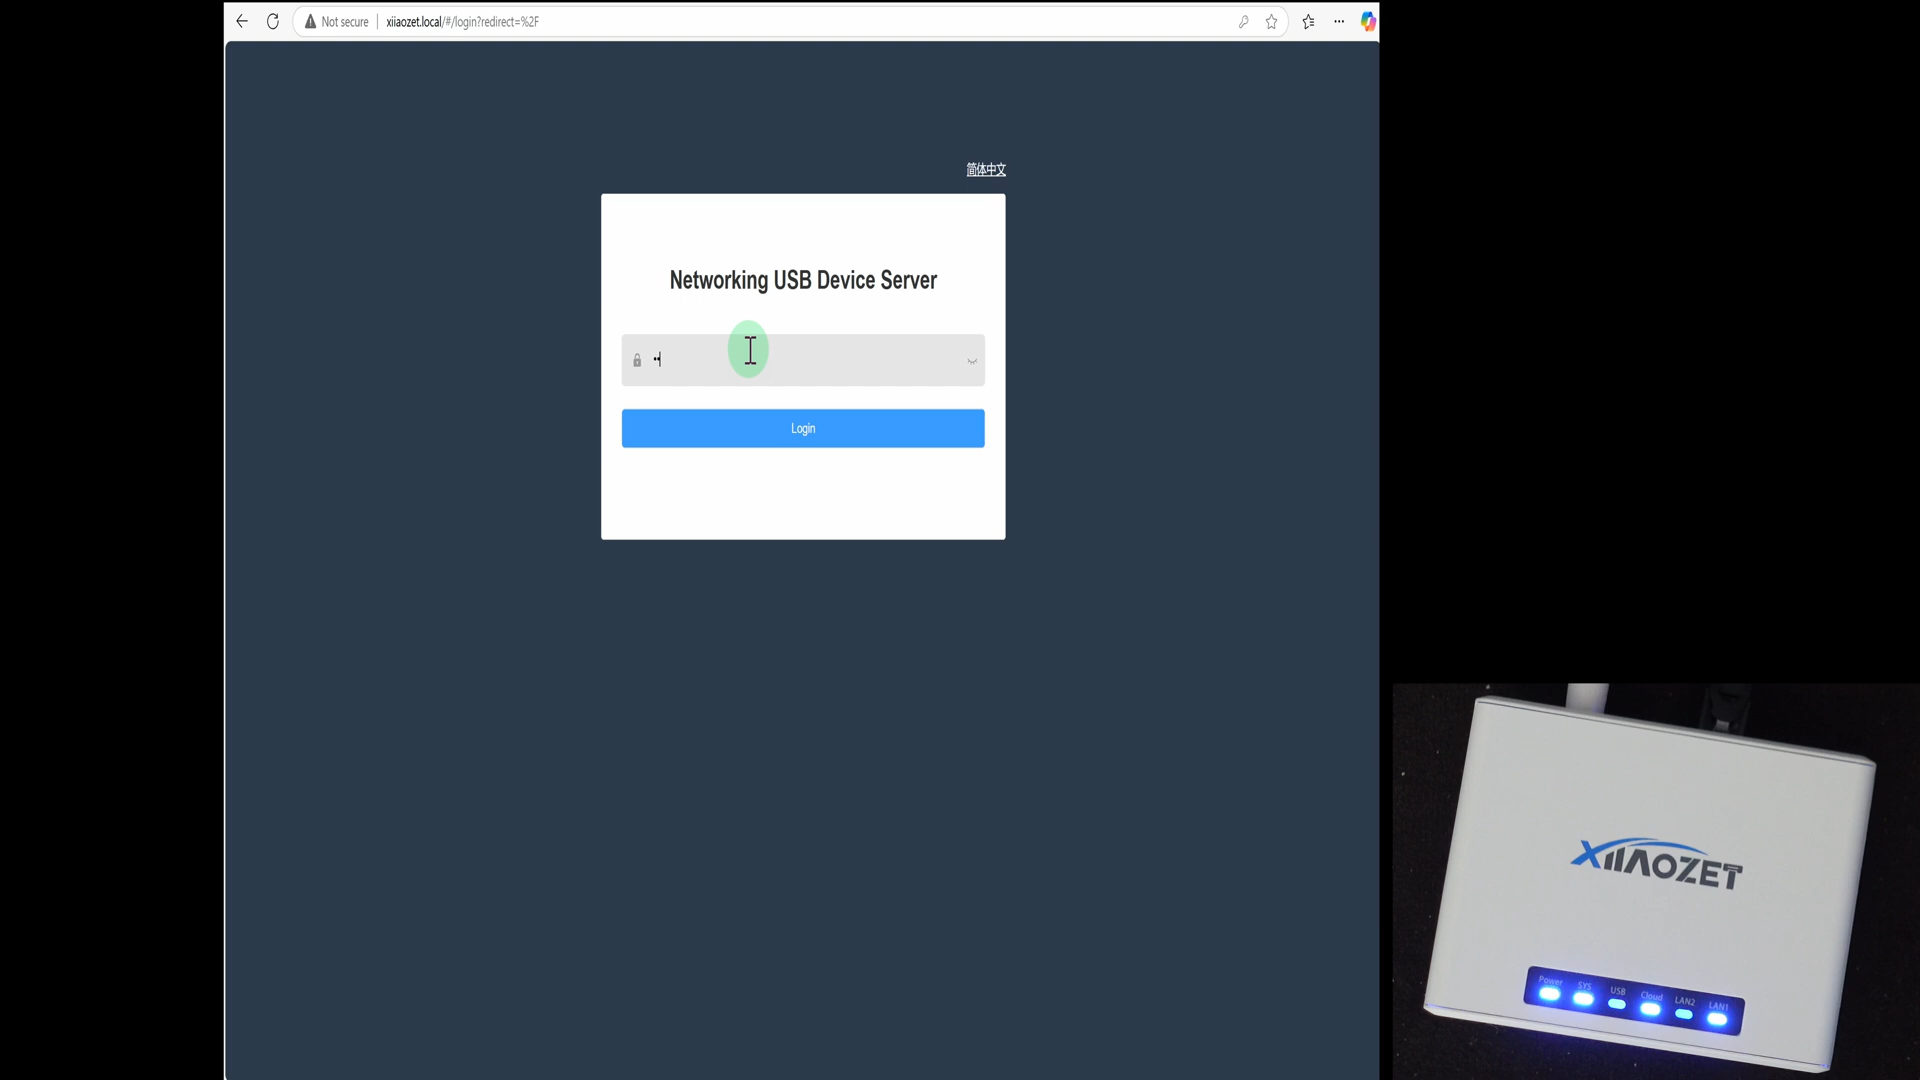 Not secure
xiiaozet.local/#/login?redirect=%2F
简体中文
Networking USB Device Server
Login
XIIAOZET
Power SYS USB Cloud LAN2 LAN1